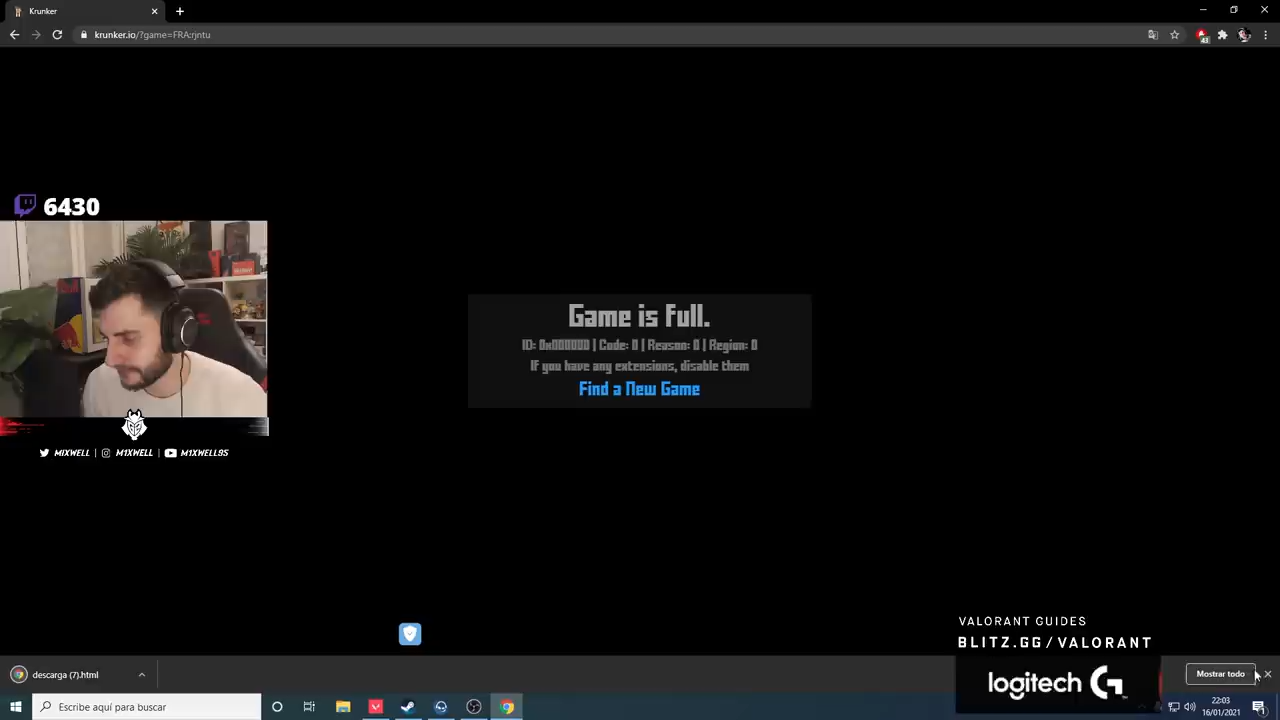 Krunker
krunker.io/?game=FRA:rjntu
43
6430
Game is Full.
ID: 0x000000 | Code: 0 | Reason: 0 | Region: 0
If you have any extensions, disable them
Find a New Game
MIXWELL | M1XWELL | M1XWELL95
VALORANT GUIDES
BLITZ.GG/VALORANT
descarga (7).html
logitech G
Mostrar todo
Escribe aquí para buscar
22:03
16/01/2021